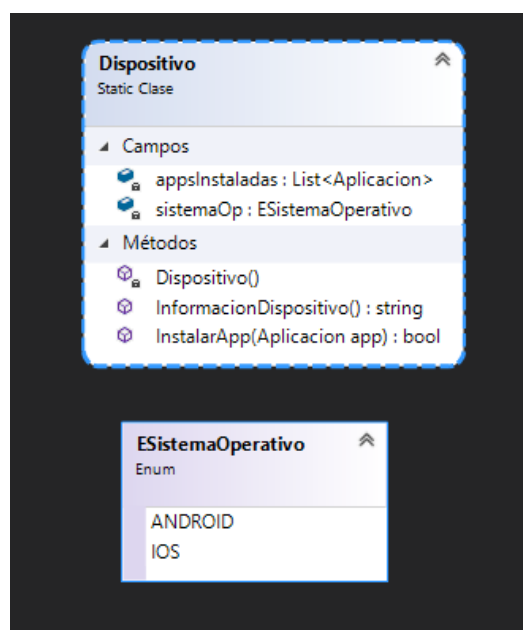 Dispositivo
Static Clase
Campos
appsInstaladas : List<Aplicacion>
sistemaOp : ESistemaOperativo
Métodos
Dispositivo()
InformacionDispositivo() : string
InstalarApp(Aplicacion app) : bool
ESistemaOperativo
Enum
ANDROID
IOS